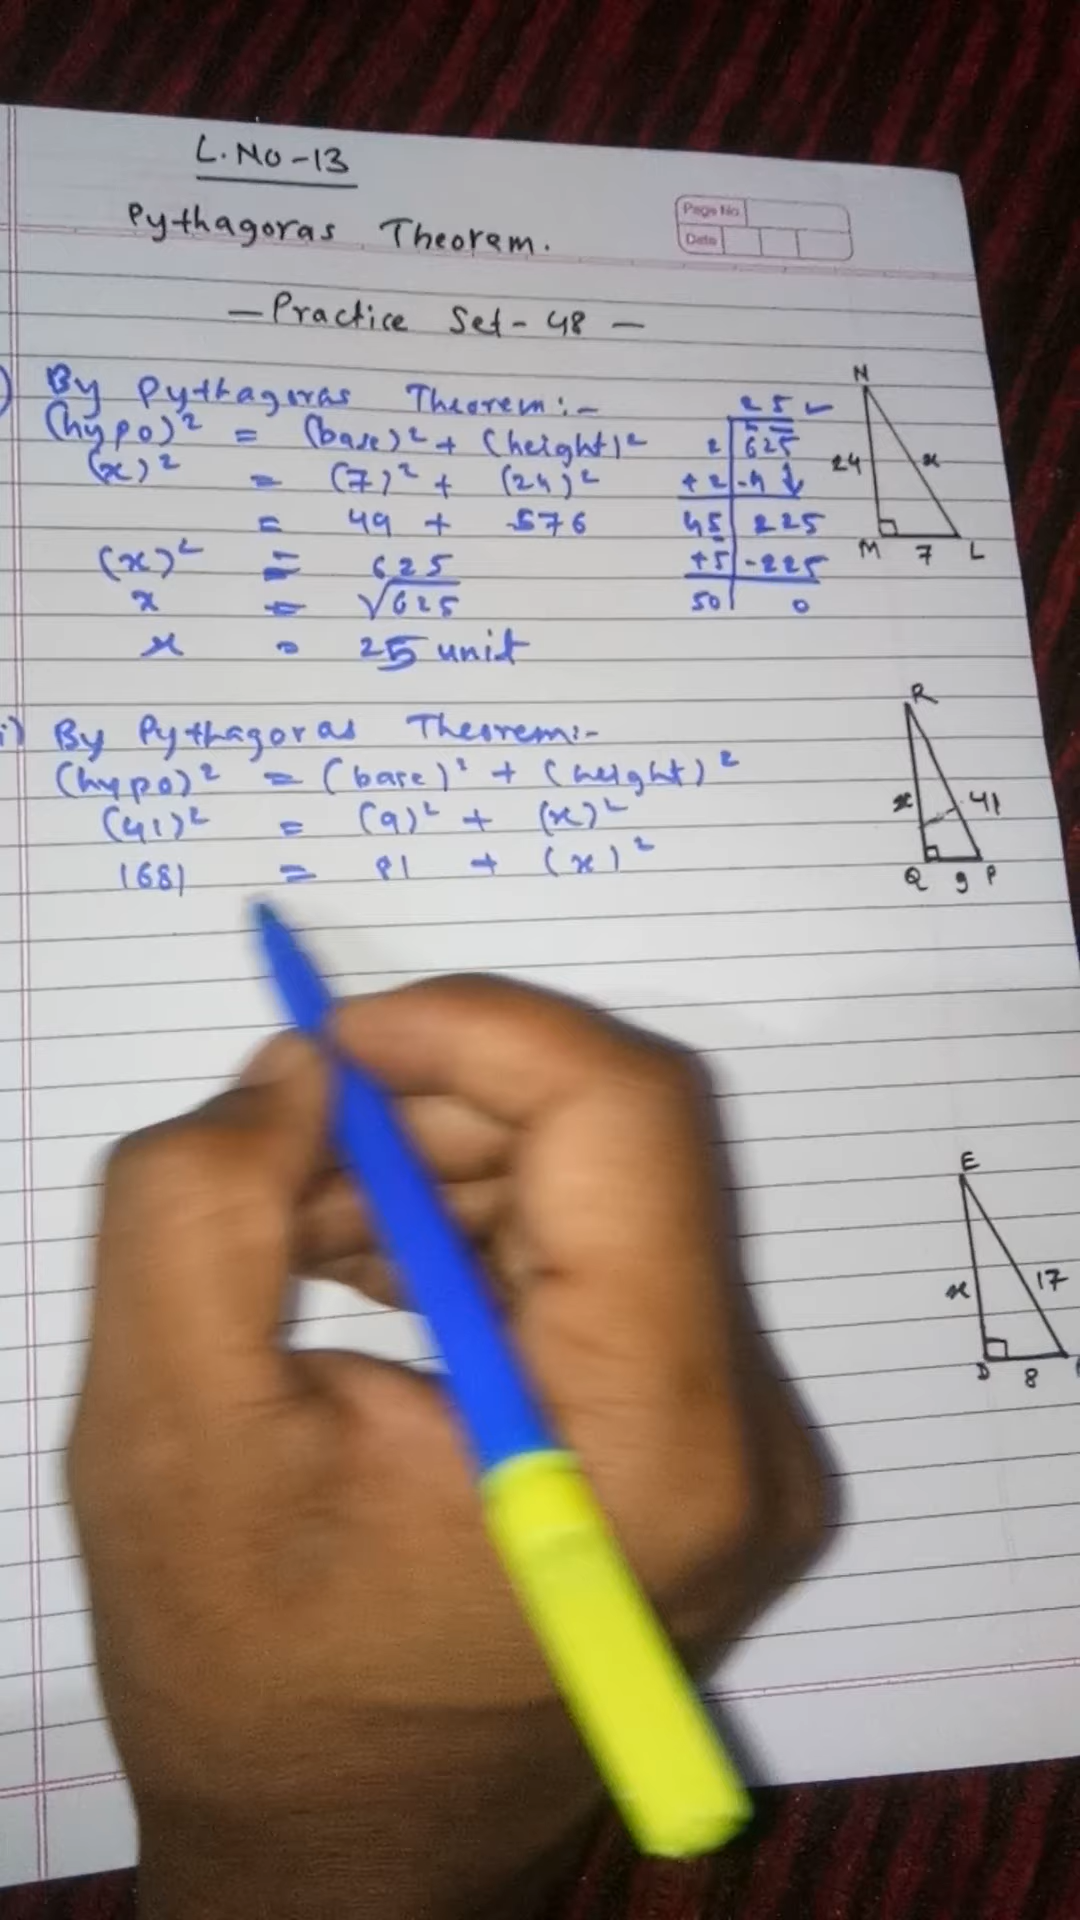 L. No - 13
Pythagoras Theorem.
Page No.
Date
- Practice Set - 48 -
) By Pythagoras Theorem :-
(hypo)² = (base)² + (height)²
(x)² = (7)² + (24)²
= 49 + 576
(x)² = 625
x = √625
x = 25 unit
25
2 625
+2 -4
45 225
+5 -225
50 0
N
24 x
M 7 L
i) By Pythagoras Theorem :-
(hypo)² = (base)² + (height)²
(41)² = (9)² + (x)²
1681 = 81 + (x)²
R
x 41
Q 9 P
E
x 17
D 8